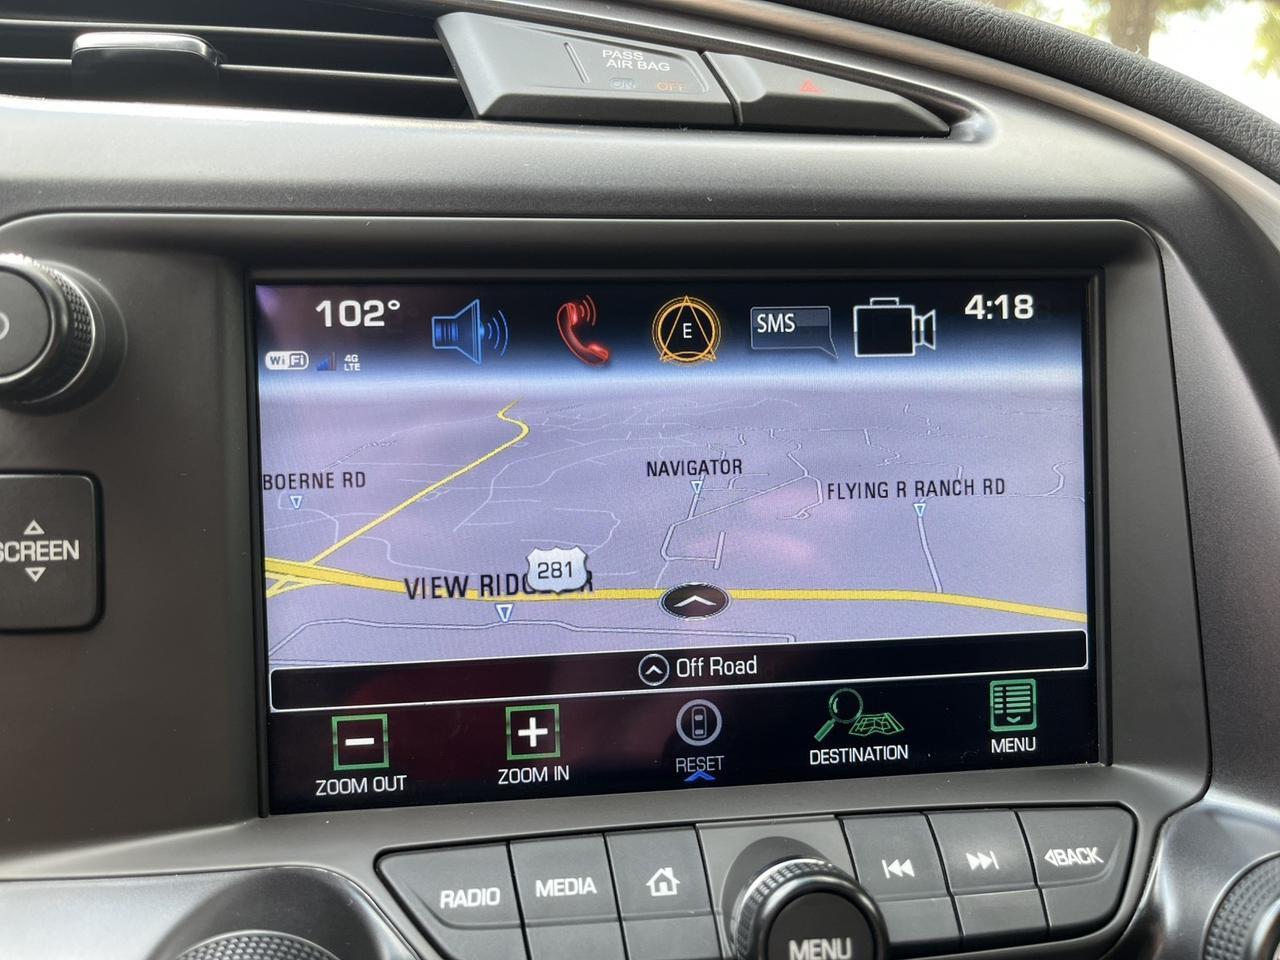 PASS
AIR BAG
ON OFF
102°
E
SMS
4:18
WiFi
4G
LTE
BOERNE RD
NAVIGATOR
FLYING R RANCH RD
281
VIEW
Off Road
ZOOM OUT
ZOOM IN
RESET
DESTINATION
MENU
SCREEN
RADIO
MEDIA
BACK
MENU